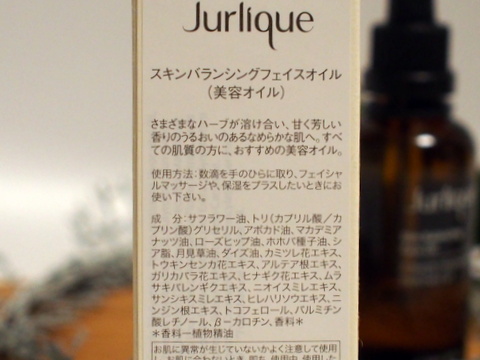 Jurlique
スキンバランシングフェイスオイル
（美容オイル）
さまざまなハーブが溶け合い、甘く芳しい
香りのうるおいのあるなめらかな肌へ。すべ
ての肌質の方に、おすすめの美容オイル。
使用方法：数滴を手のひらに取り、フェイシャ
ルマッサージや、保湿をプラスしたいときにお
使い下さい。
成　分：サフラワー油、トリ（カプリル酸／カ
プリン酸）グリセリル、アボカド油、マカデミア
ナッツ油、ローズヒップ油、ホホバ種子油、シ
ア脂、月見草油、ダイズ油、カミツレ花エキス、
トウキンセンカ花エキス、アルテア根エキス、
ガリカバラ花エキス、ヒナギク花エキス、ムラ
サキバレンギクエキス、ニオイスミレエキス、
サンシキスミレエキス、ヒレハリソウエキス、ニ
ンジン根エキス、トコフェロール、パルミチン
酸レチノール、β－カロチン、香料＊
＊香料－植物精油
お肌に異常が生じていないかよく注意して使用
Jurlique